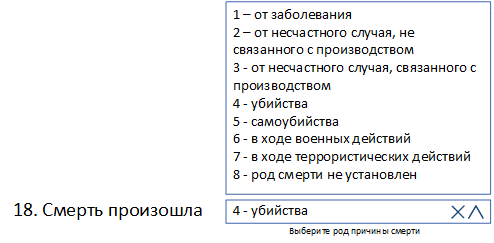 1 – от заболевания
2 – от несчастного случая, не
связанного с производством
3 - от несчастного случая, связанного с
производством
4 - убийства
5 - самоубийства
6 - в ходе военных действий
7 - в ходе террористических действий
8 - род смерти не установлен
18. Смерть произошла 4 - убийства
Выберите род причины смерти